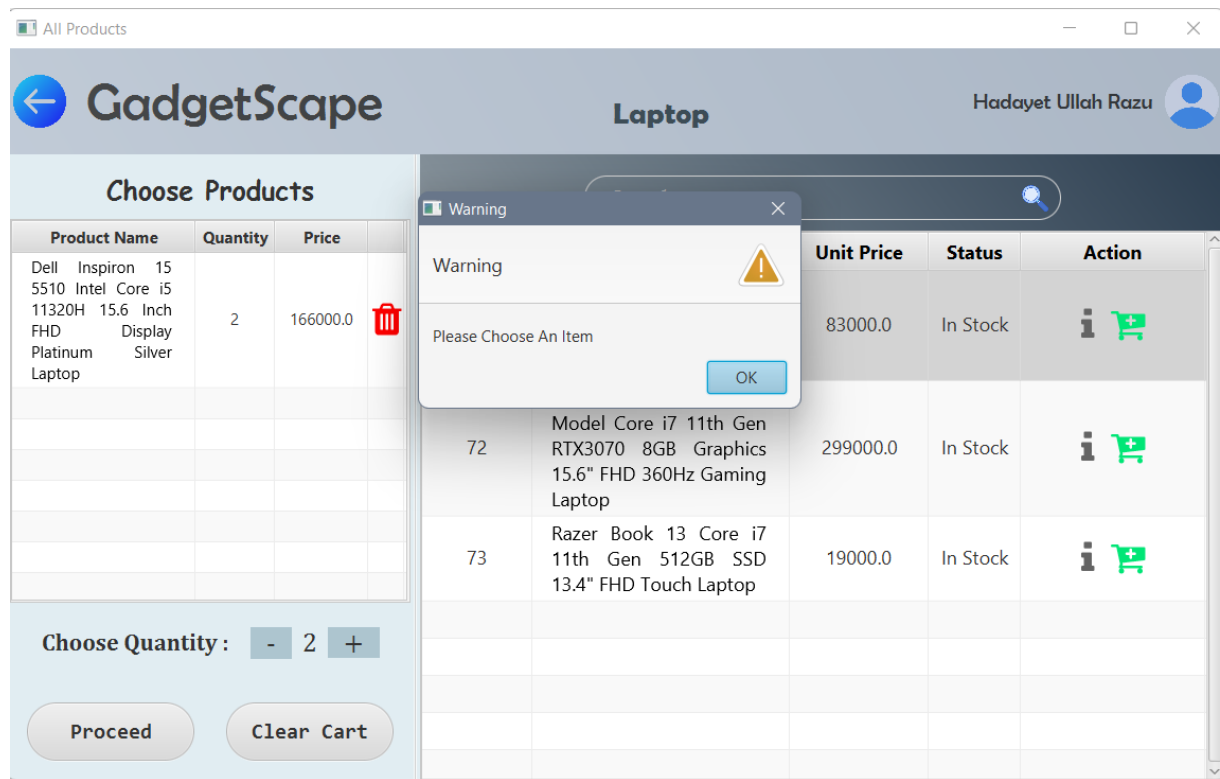 All Products
GadgetScape
Laptop
Hadayet Ullah Razu
Choose Products
Product Name Quantity Price
Dell Inspiron 15
5510 Intel Core i5
11320H 15.6 Inch
FHD Display
Platinum Silver
Laptop
2 166000.0
Choose Quantity : - 2 +
Proceed Clear Cart
Warning
Warning
Please Choose An Item
OK
Unit Price Status Action
83000.0 In Stock
72
Model Core i7 11th Gen
RTX3070 8GB Graphics
15.6" FHD 360Hz Gaming
Laptop
299000.0 In Stock
73
Razer Book 13 Core i7
11th Gen 512GB SSD
13.4" FHD Touch Laptop
19000.0 In Stock